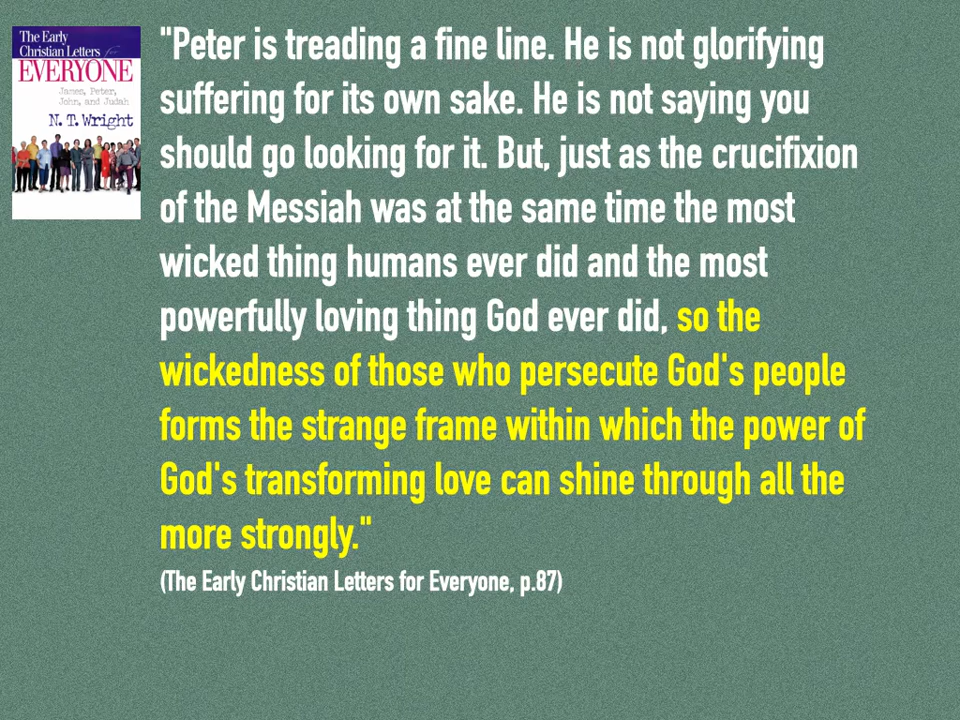 The Early
Christian Letters for
EVERYONE
James, Peter,
John, and Judah
N. T. Wright
"Peter is treading a fine line. He is not glorifying
suffering for its own sake. He is not saying you
should go looking for it. But, just as the crucifixion
of the Messiah was at the same time the most
wicked thing humans ever did and the most
powerfully loving thing God ever did, so the
wickedness of those who persecute God's people
forms the strange frame within which the power of
God's transforming love can shine through all the
more strongly."
(The Early Christian Letters for Everyone, p.87)